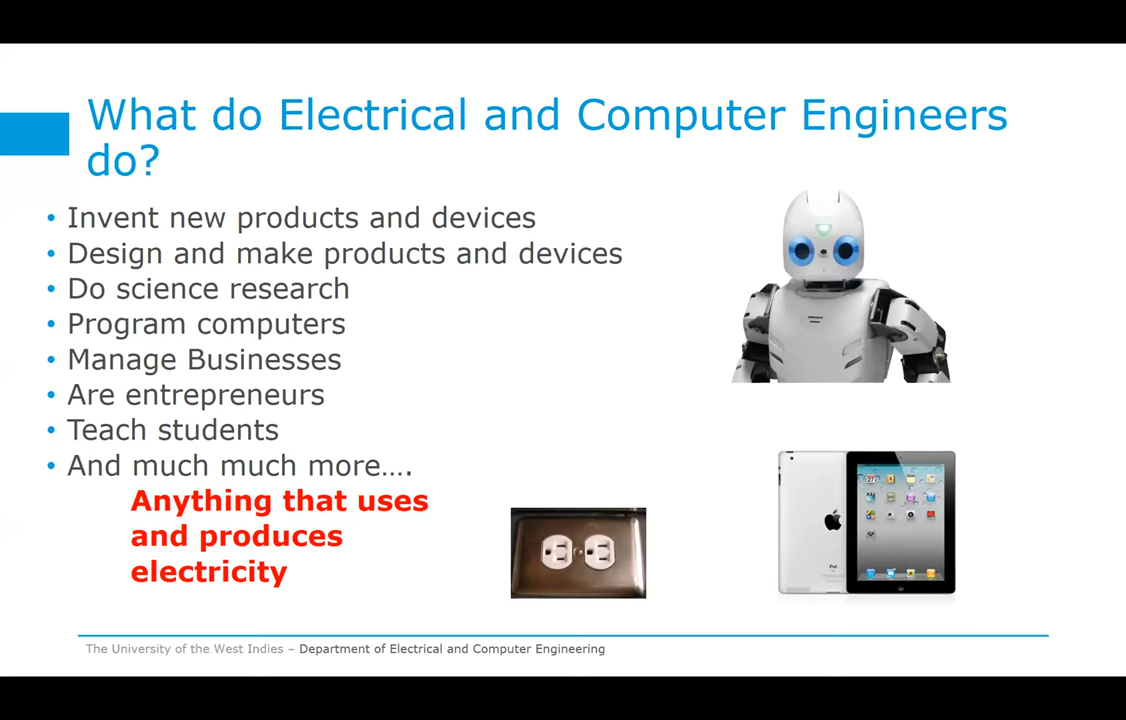 What do Electrical and Computer Engineers
do?
• Invent new products and devices
• Design and make products and devices
• Do science research
• Program computers
• Manage Businesses
• Are entrepreneurs
• Teach students
• And much much more….
Anything that uses
and produces
electricity
The University of the West Indies – Department of Electrical and Computer Engineering